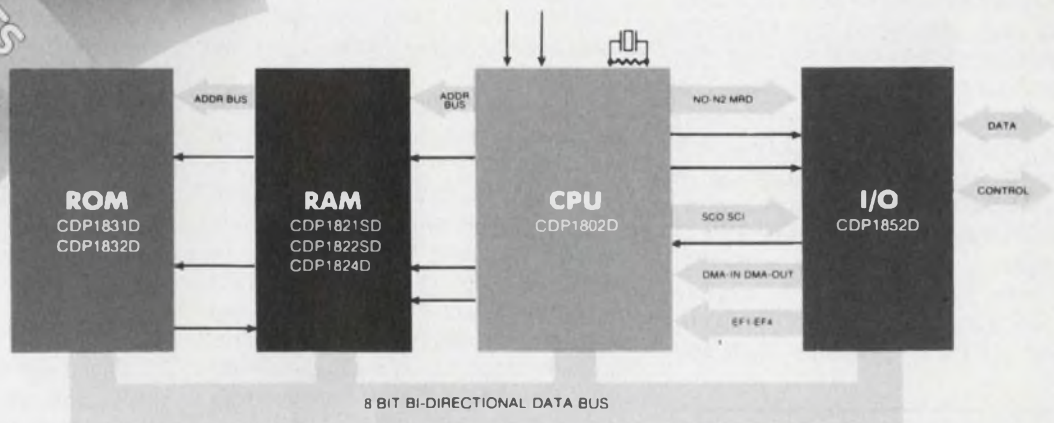 ADDR BUS
ADDR
BUS
NO-N2 MRD
DATA
ROM
CDP1831D
CDP1832D
RAM
CDP1821SD
CDP1822SD
CDP1824D
CPU
CDP1802D
I/O
CDP1852D
CONTROL
SCO SCI
DMA-IN DMA-OUT
EF1-EF4
8 BIT BI-DIRECTIONAL DATA BUS